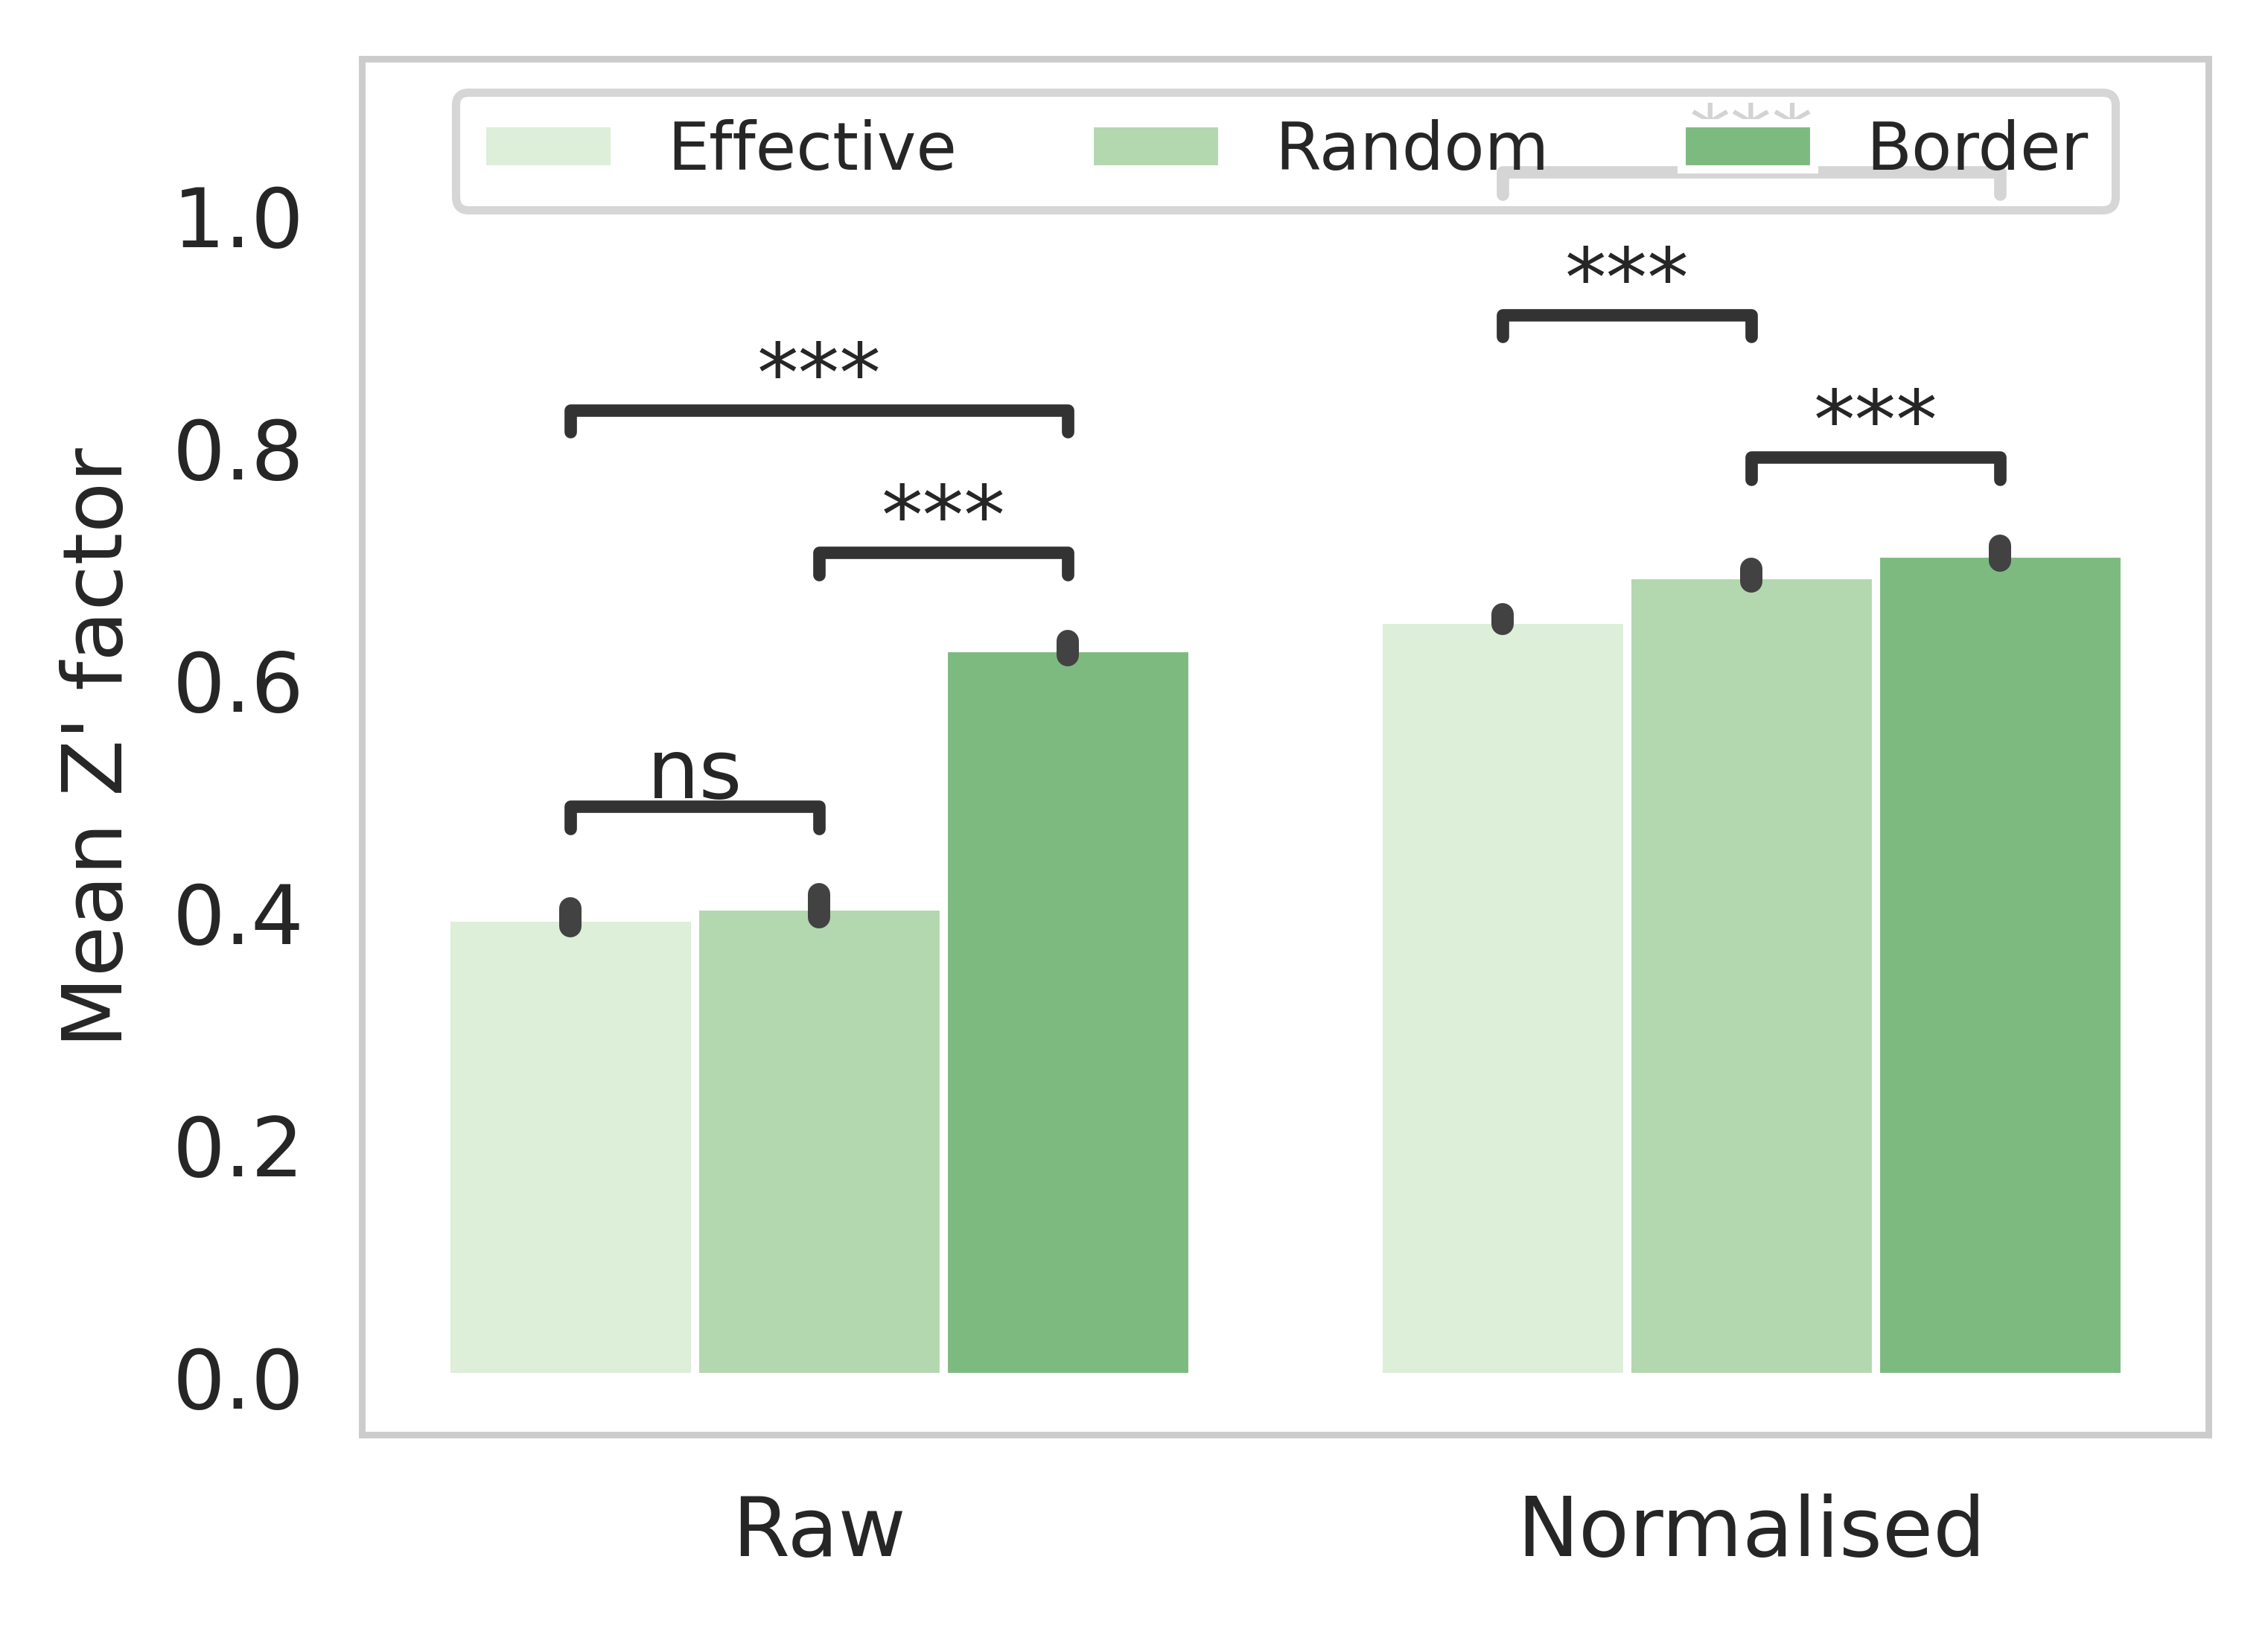 Effective Random *** Border
1.0
***
***
0.8
***
***
0.6
ns
0.4
0.2
0.0
Mean Z' factor
Raw Normalised